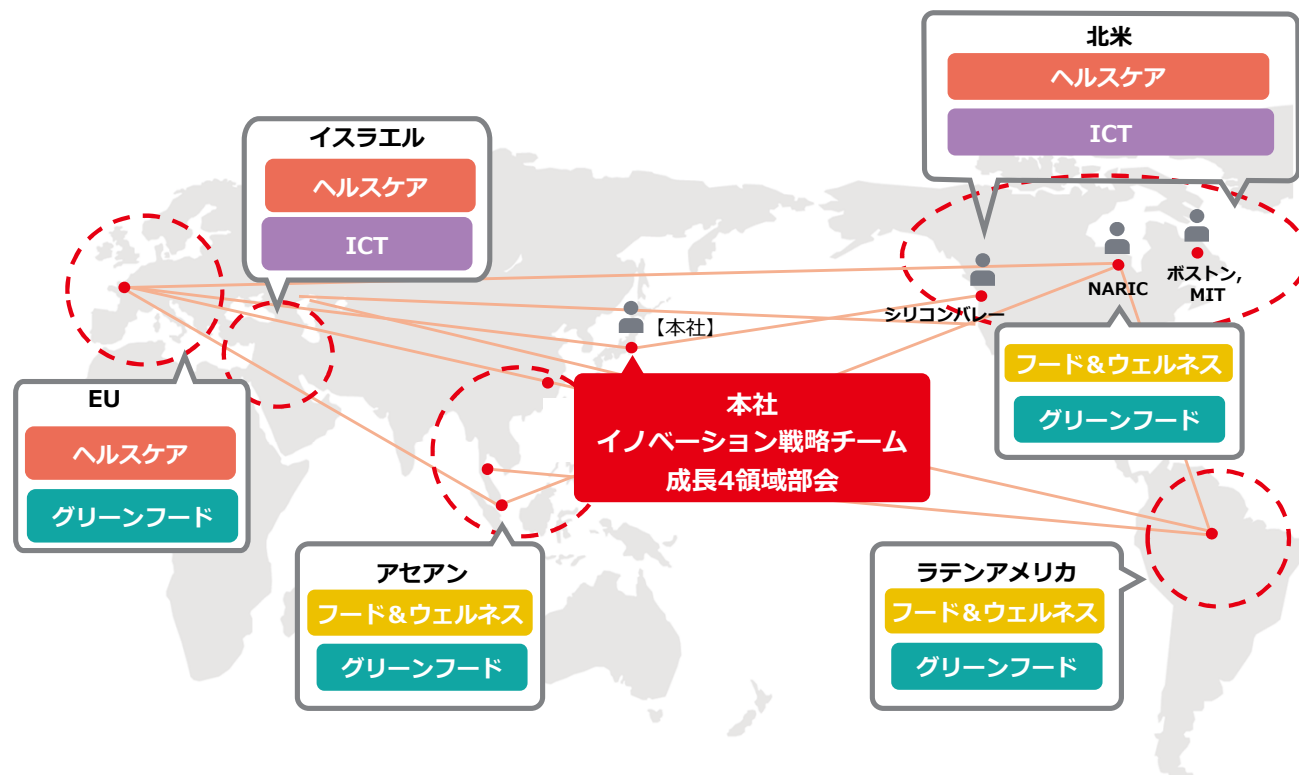 北米
ヘルスケア
ICT
イスラエル
ヘルスケア
ICT
シリコンバレー
NARIC
ボストン,
MIT
【本社】
フード&ウェルネス
グリーンフード
EU
ヘルスケア
グリーンフード
本社
イノベーション戦略チーム
成長4領域部会
アセアン
フード&ウェルネス
グリーンフード
ラテンアメリカ
フード&ウェルネス
グリーンフード